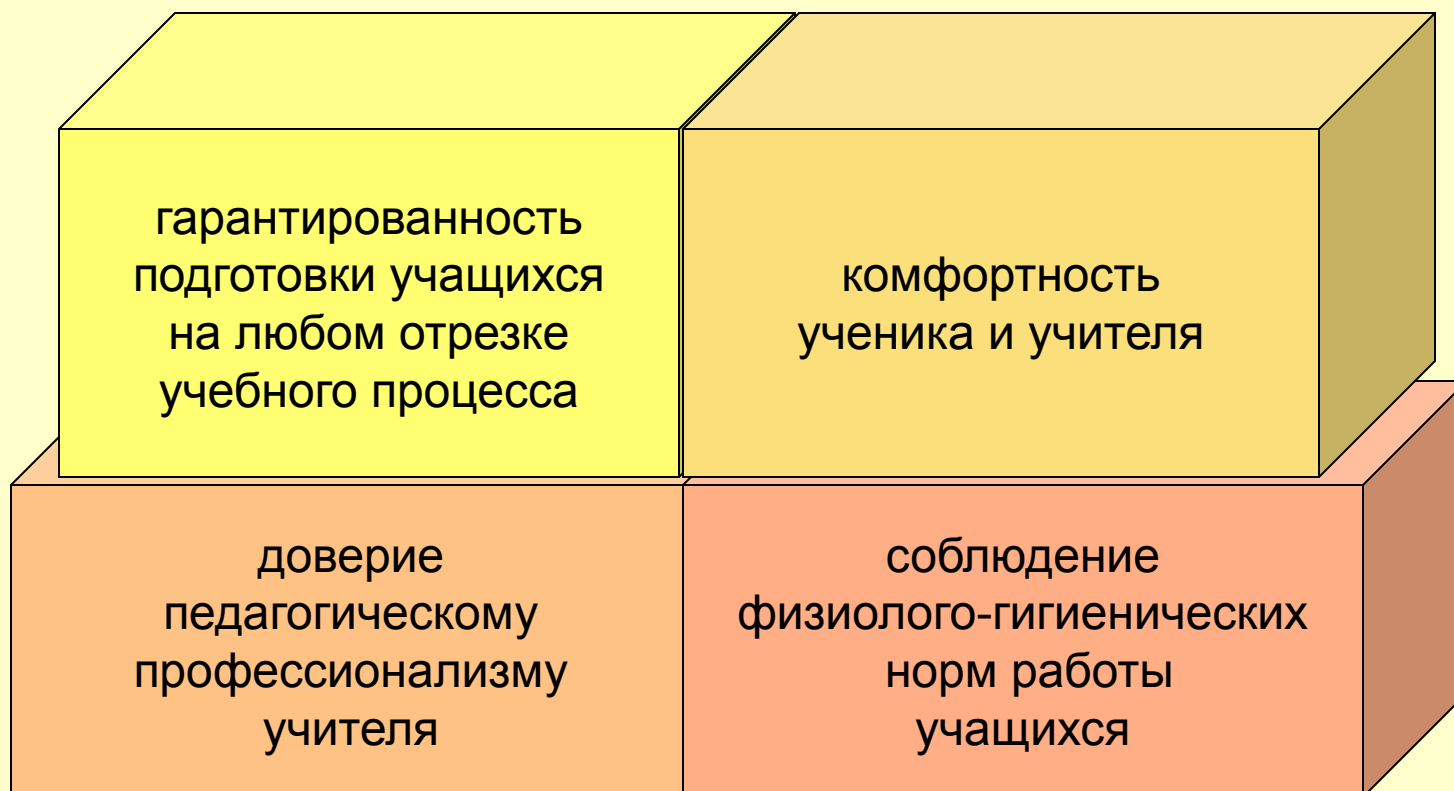 гарантированность
подготовки учащихся
на любом отрезке
учебного процесса
комфортность
ученика и учителя
доверие
педагогическому
профессионализму
учителя
соблюдение
физиолого-гигиенических
норм работы
учащихся